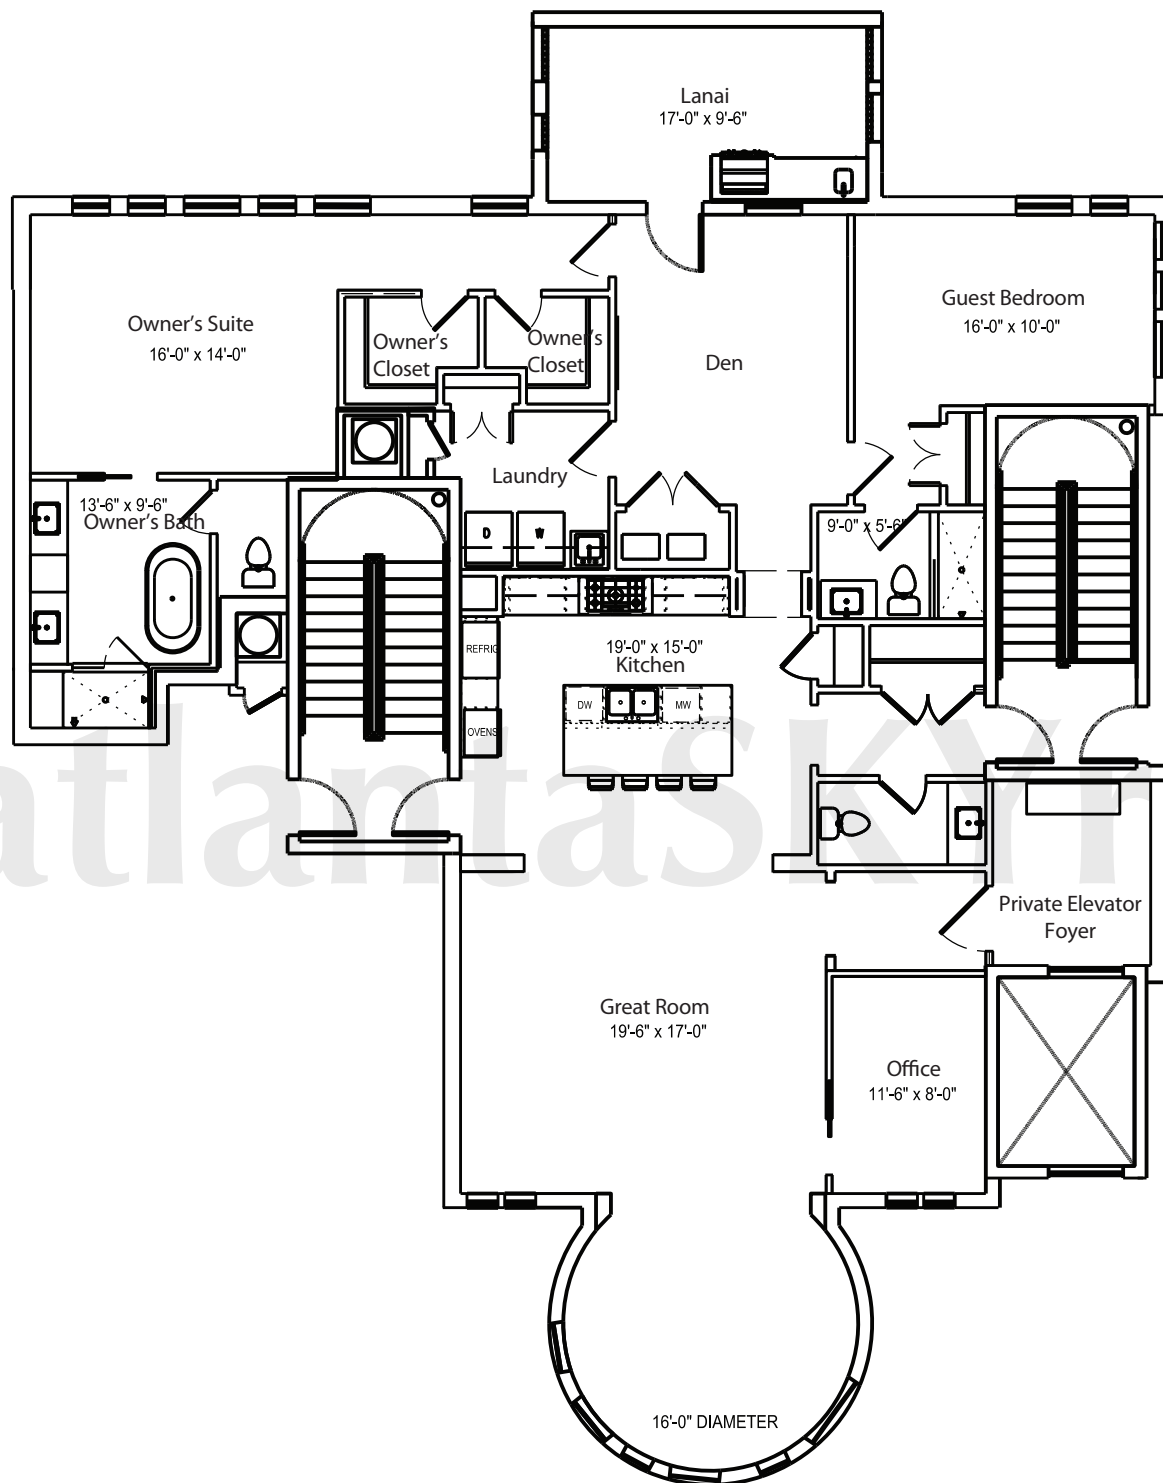 Lanai
17'-0" x 9'-6"
Owner's Suite
16'-0" x 14'-0"
Owner's
Closet
Owner's
Closet
Den
Guest Bedroom
16'-0" x 10'-0"
Laundry
13'-6" x 9'-6"
Owner's Bath
D
W
9'-0" x 5'-6"
19'-0" x 15'-0"
Kitchen
REFRIG
DW
MW
OVENS
atlantaSKYr
Private Elevator
Foyer
Great Room
19'-6" x 17'-0"
Office
11'-6" x 8'-0"
16'-0" DIAMETER